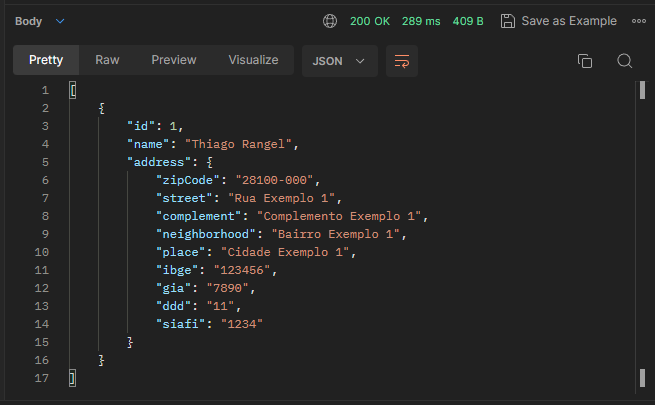 Body 200 OK 289 ms 409 B Save as Example
Pretty Raw Preview Visualize JSON
1 [
2 {
3 "id": 1,
4 "name": "Thiago Rangel",
5 "address": {
6 "zipCode": "28100-000",
7 "street": "Rua Exemplo 1",
8 "complement": "Complemento Exemplo 1",
9 "neighborhood": "Bairro Exemplo 1",
10 "place": "Cidade Exemplo 1",
11 "ibge": "123456",
12 "gia": "7890",
13 "ddd": "11",
14 "siafi": "1234"
15 }
16 }
17 ]